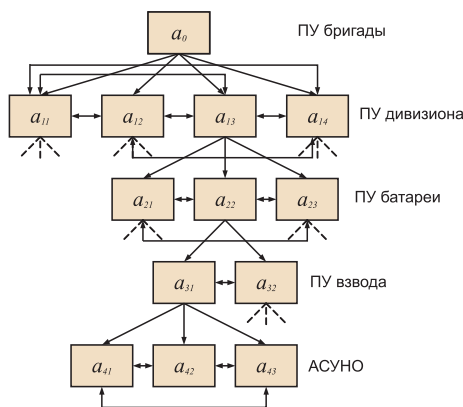 a0 ПУ бригады
a11 a12 a13 a14 ПУ дивизиона
a21 a22 a23 ПУ батареи
a31 a32 ПУ взвода
a41 a42 a43 АСУНО